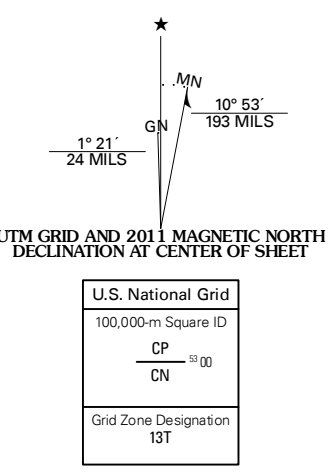 MN
GN
10° 53´
193 MILS
1° 21´
24 MILS
UTM GRID AND 2011 MAGNETIC NORTH
DECLINATION AT CENTER OF SHEET
U.S. National Grid
100,000-m Square ID
CP
53 00
CN
Grid Zone Designation
13T